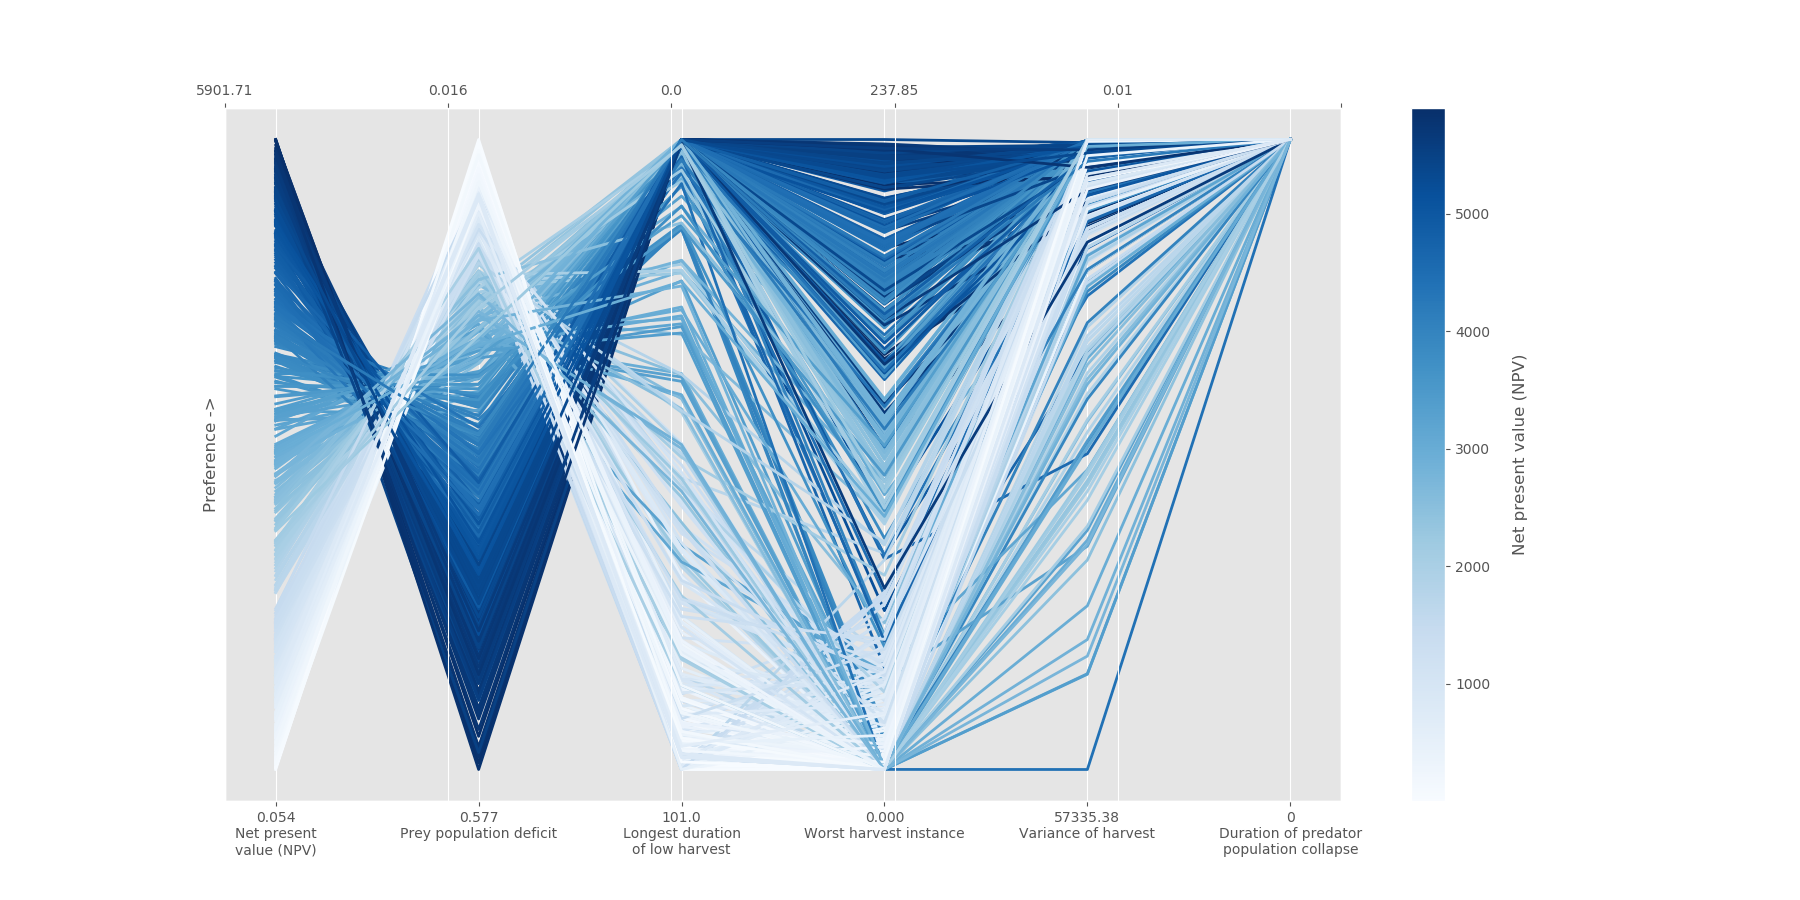 5901.71 0.016 0.0 237.85 0.01
Preference ->
0.054 0.577 101.0 0.000 57335.38 0
Net present Prey population deficit Longest duration Worst harvest instance Variance of harvest Duration of predator
value (NPV) of low harvest population collapse
5000
4000
3000
2000
1000
Net present value (NPV)